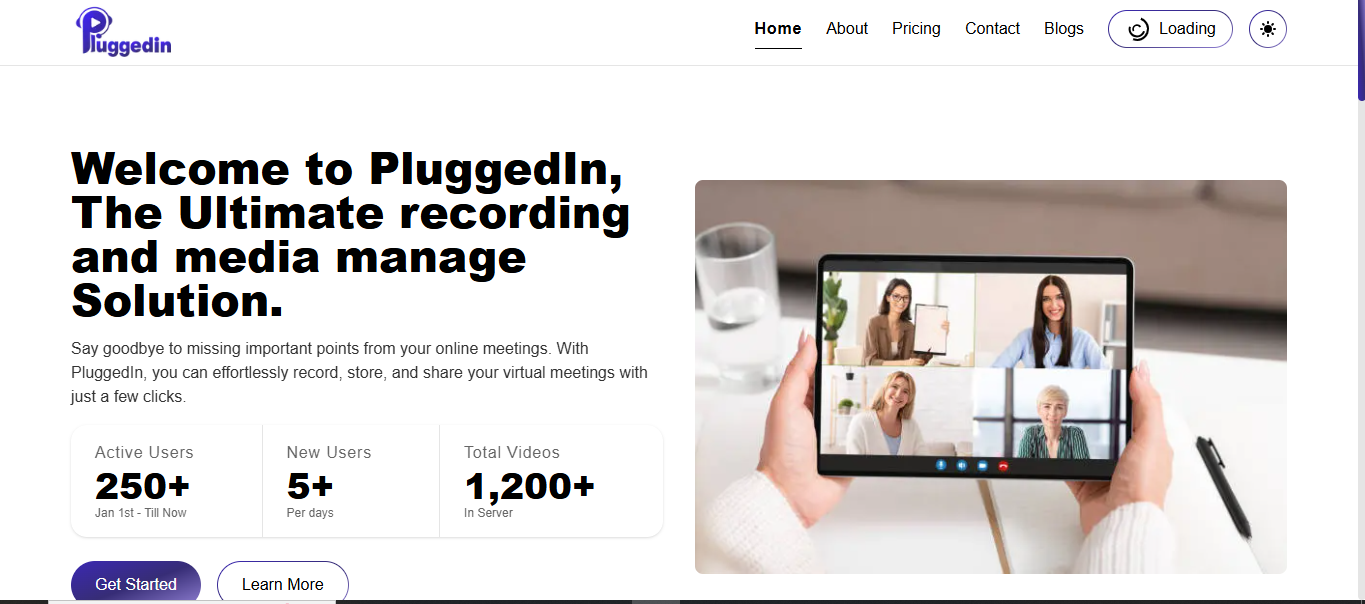 Pluggedin
Home About Pricing Contact Blogs Loading
Welcome to PluggedIn,
The Ultimate recording
and media manage
Solution.
Say goodbye to missing important points from your online meetings. With
PluggedIn, you can effortlessly record, store, and share your virtual meetings with
just a few clicks.
Active Users New Users Total Videos
250+ 5+ 1,200+
Jan 1st - Till Now Per days In Server
Get Started Learn More